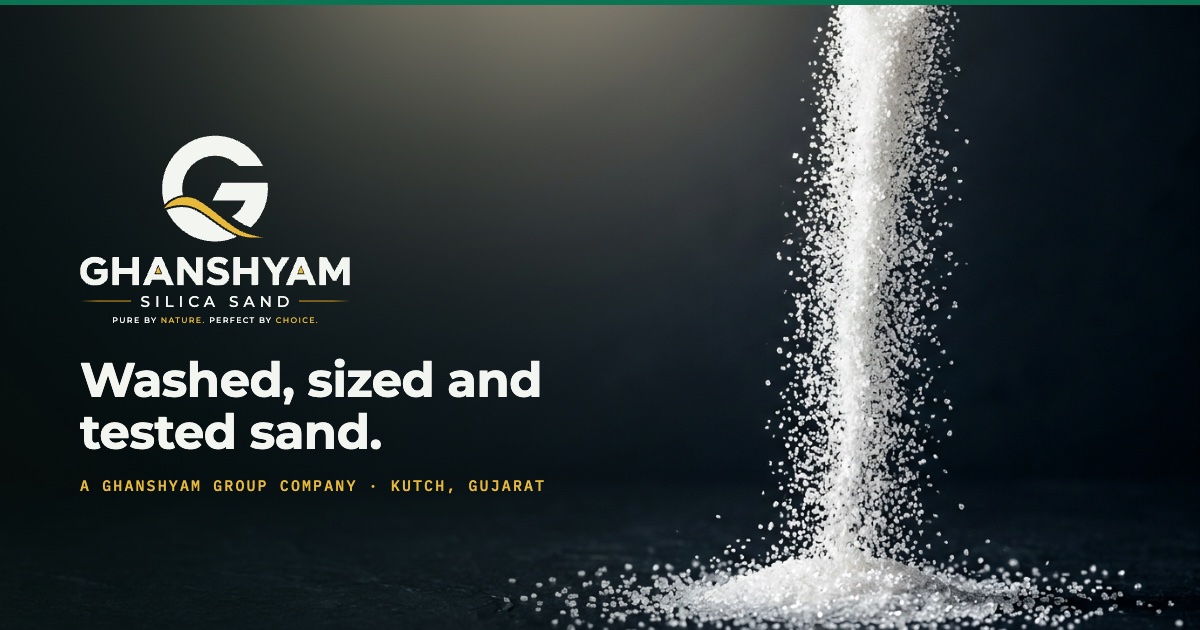 GHANSHYAM
SILICA SAND
PURE BY NATURE. PERFECT BY CHOICE.
Washed, sized and
tested sand.
A GHANSHYAM GROUP COMPANY · KUTCH, GUJARAT